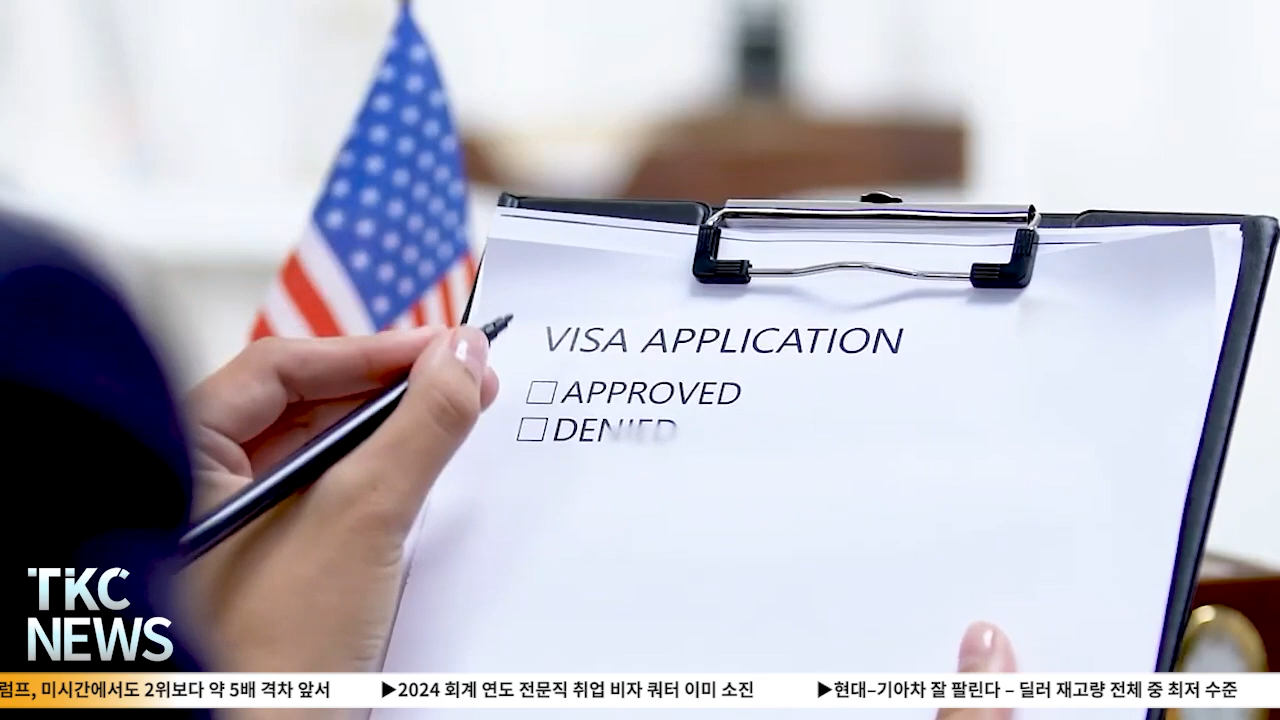 VISA APPLICATION
□ APPROVED
□ DENIED
TKC
NEWS
럼프, 미시간에서도 2위보다 약 5배 격차 앞서 ▶2024 회계 연도 전문직 취업 비자 쿼터 이미 소진 ▶현대–기아차 잘 팔린다 – 딜러 재고량 전체 중 최저 수준